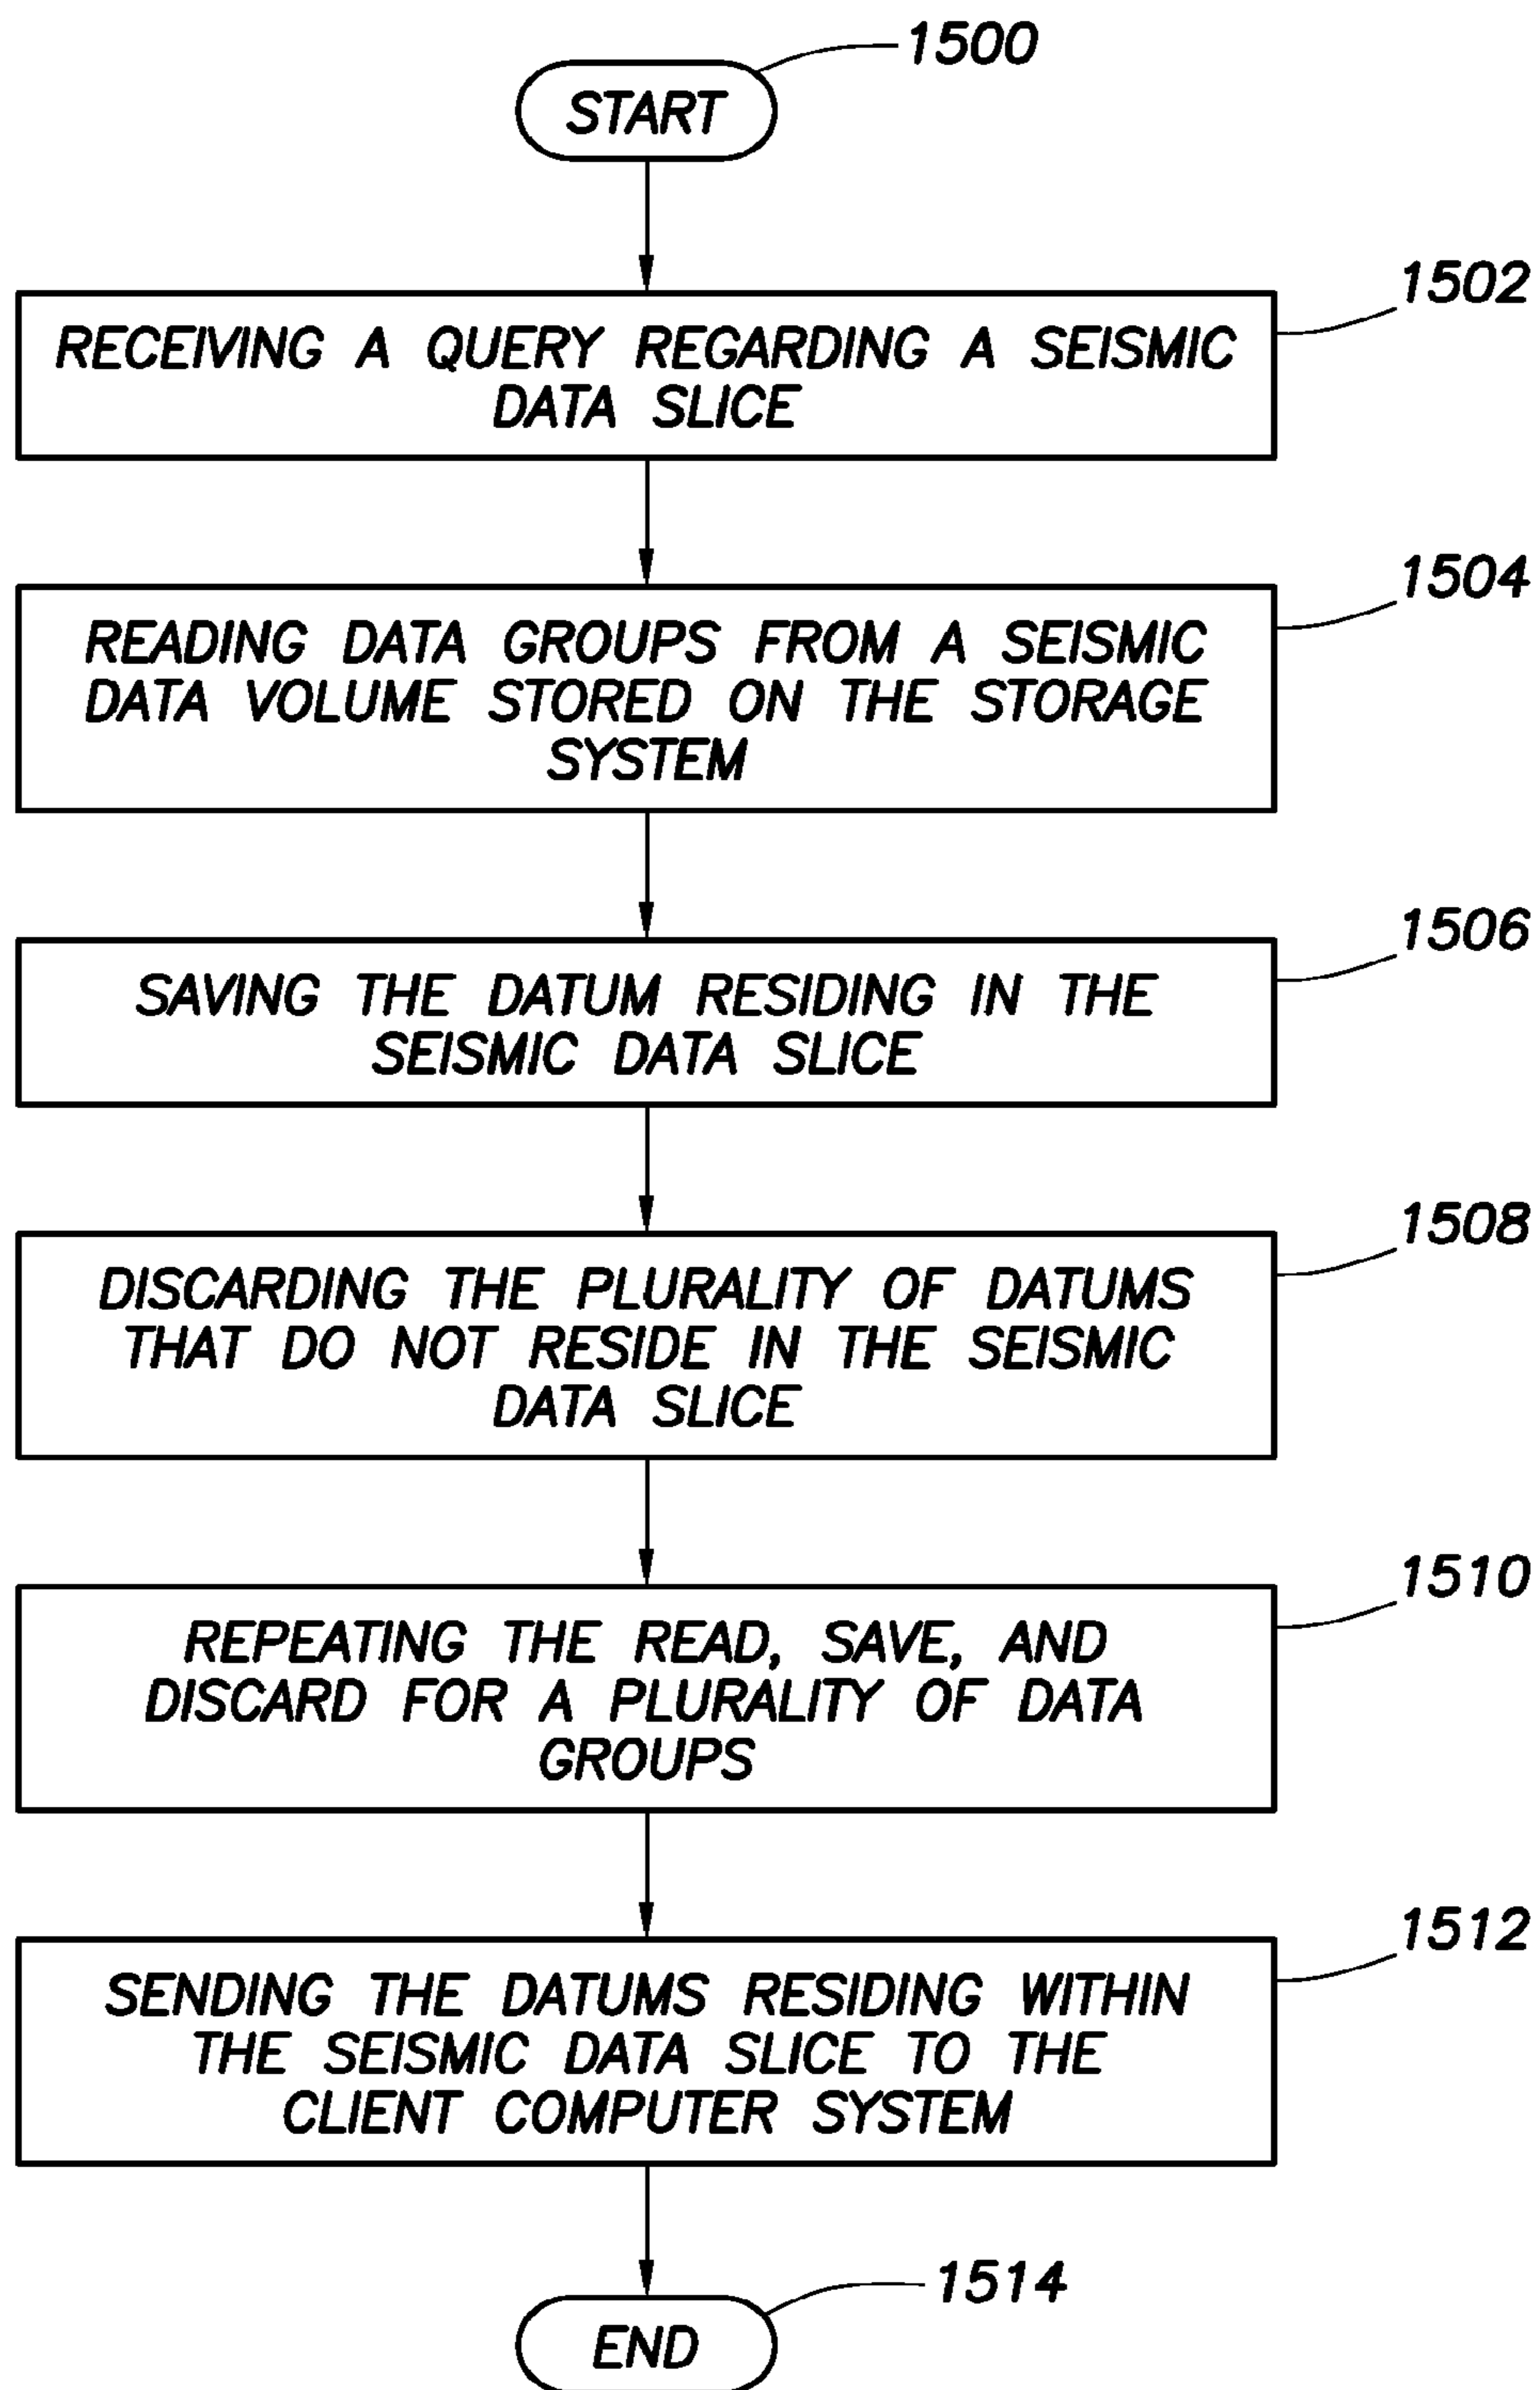 1500
START
1502
RECEIVING A QUERY REGARDING A SEISMIC
DATA SLICE
1504
READING DATA GROUPS FROM A SEISMIC
DATA VOLUME STORED ON THE STORAGE
SYSTEM
1506
SAVING THE DATUM RESIDING IN THE
SEISMIC DATA SLICE
1508
DISCARDING THE PLURALITY OF DATUMS
THAT DO NOT RESIDE IN THE SEISMIC
DATA SLICE
1510
REPEATING THE READ, SAVE, AND
DISCARD FOR A PLURALITY OF DATA
GROUPS
1512
SENDING THE DATUMS RESIDING WITHIN
THE SEISMIC DATA SLICE TO THE
CLIENT COMPUTER SYSTEM
1514
END